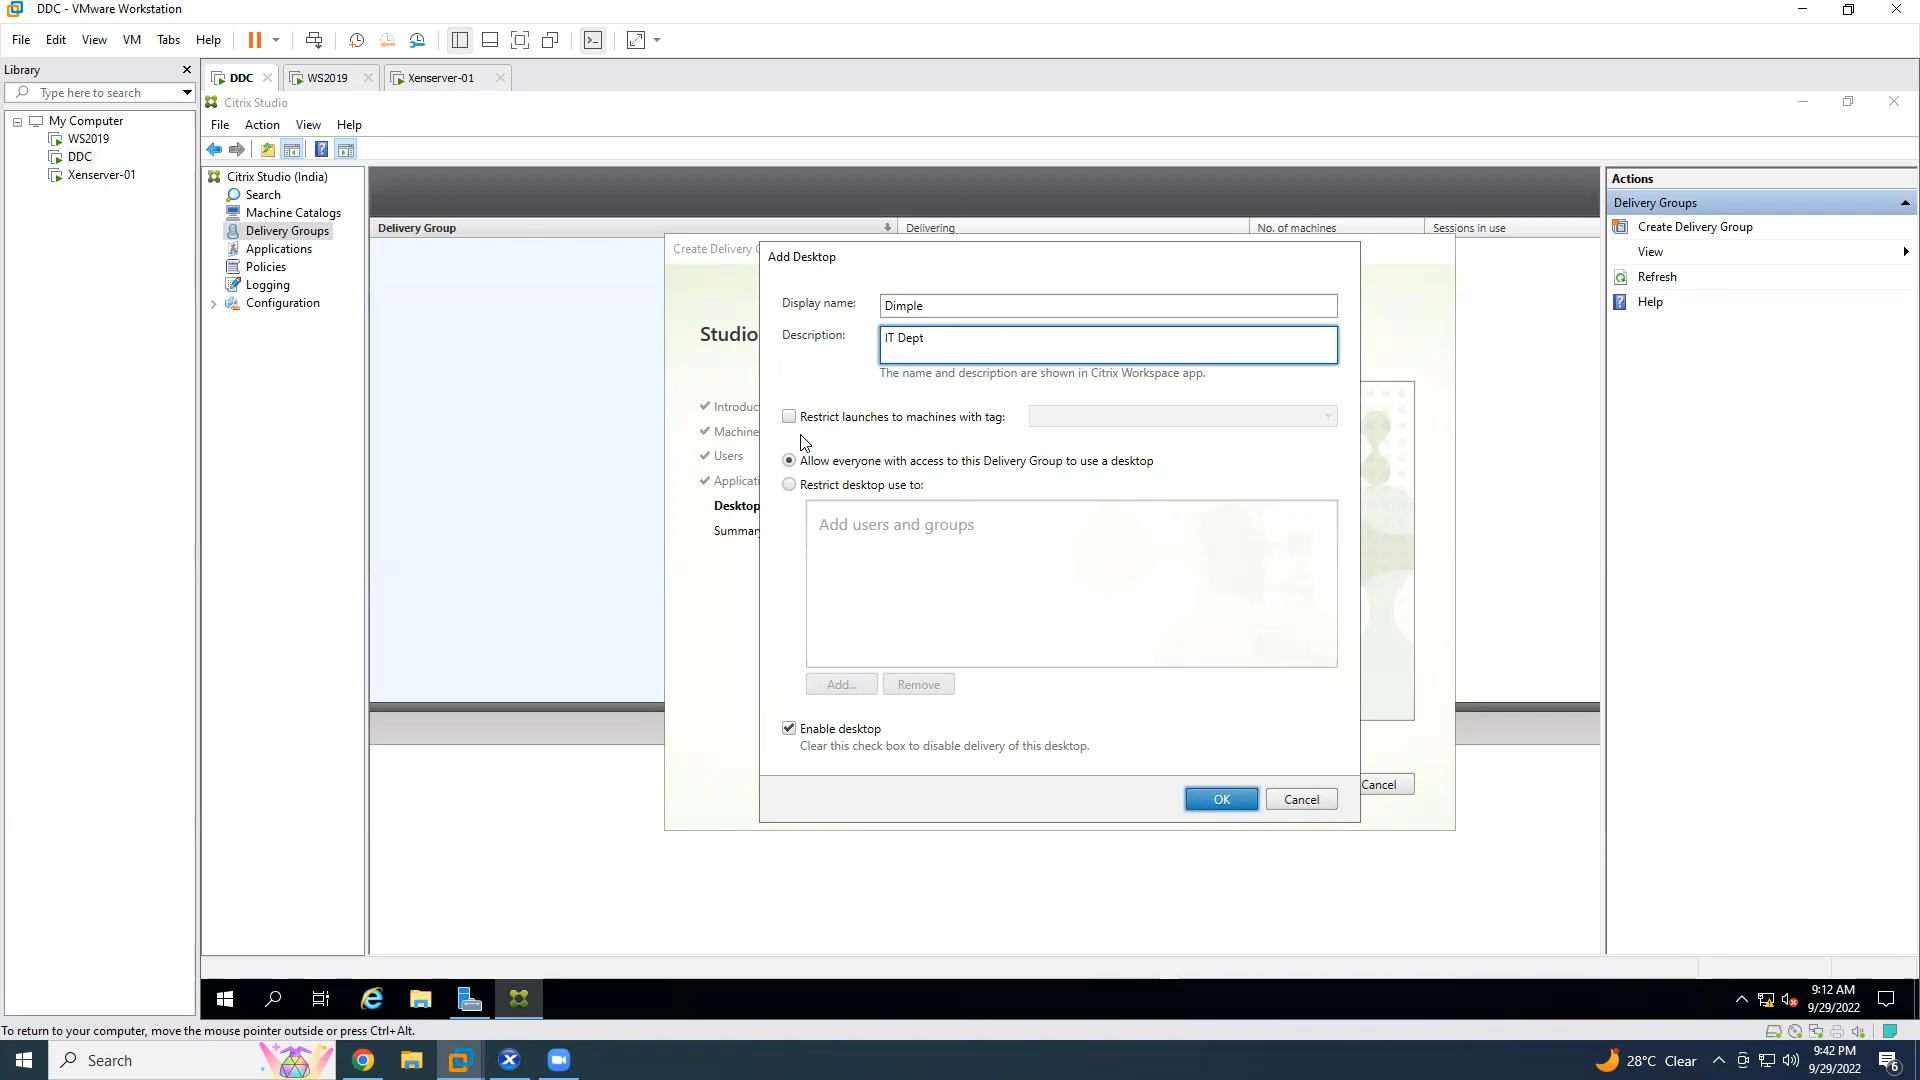 DDC - VMware Workstation
File Edit View VM Tabs Help
Library
Type here to search
My Computer
WS2019
DDC
Xenserver-01
DDC WS2019 Xenserver-01
Citrix Studio
File Action View Help
Citrix Studio (India)
Search
Machine Catalogs
Delivery Groups
Applications
Policies
Logging
Configuration
Delivery Group Delivering No. of machines Sessions in use
Create Delivery
Studio
Introduc
Machine
Users
Applicati
Desktop
Summar
Cancel
Add Desktop
Display name: Dimple
Description: IT Dept
The name and description are shown in Citrix Workspace app.
Restrict launches to machines with tag:
Allow everyone with access to this Delivery Group to use a desktop
Restrict desktop use to:
Add users and groups
Add... Remove
Enable desktop
Clear this check box to disable delivery of this desktop.
OK Cancel
Actions
Delivery Groups
Create Delivery Group
View
Refresh
Help
9:12 AM
9/29/2022
To return to your computer, move the mouse pointer outside or press Ctrl+Alt.
Search
28°C Clear
9:42 PM
9/29/2022
6